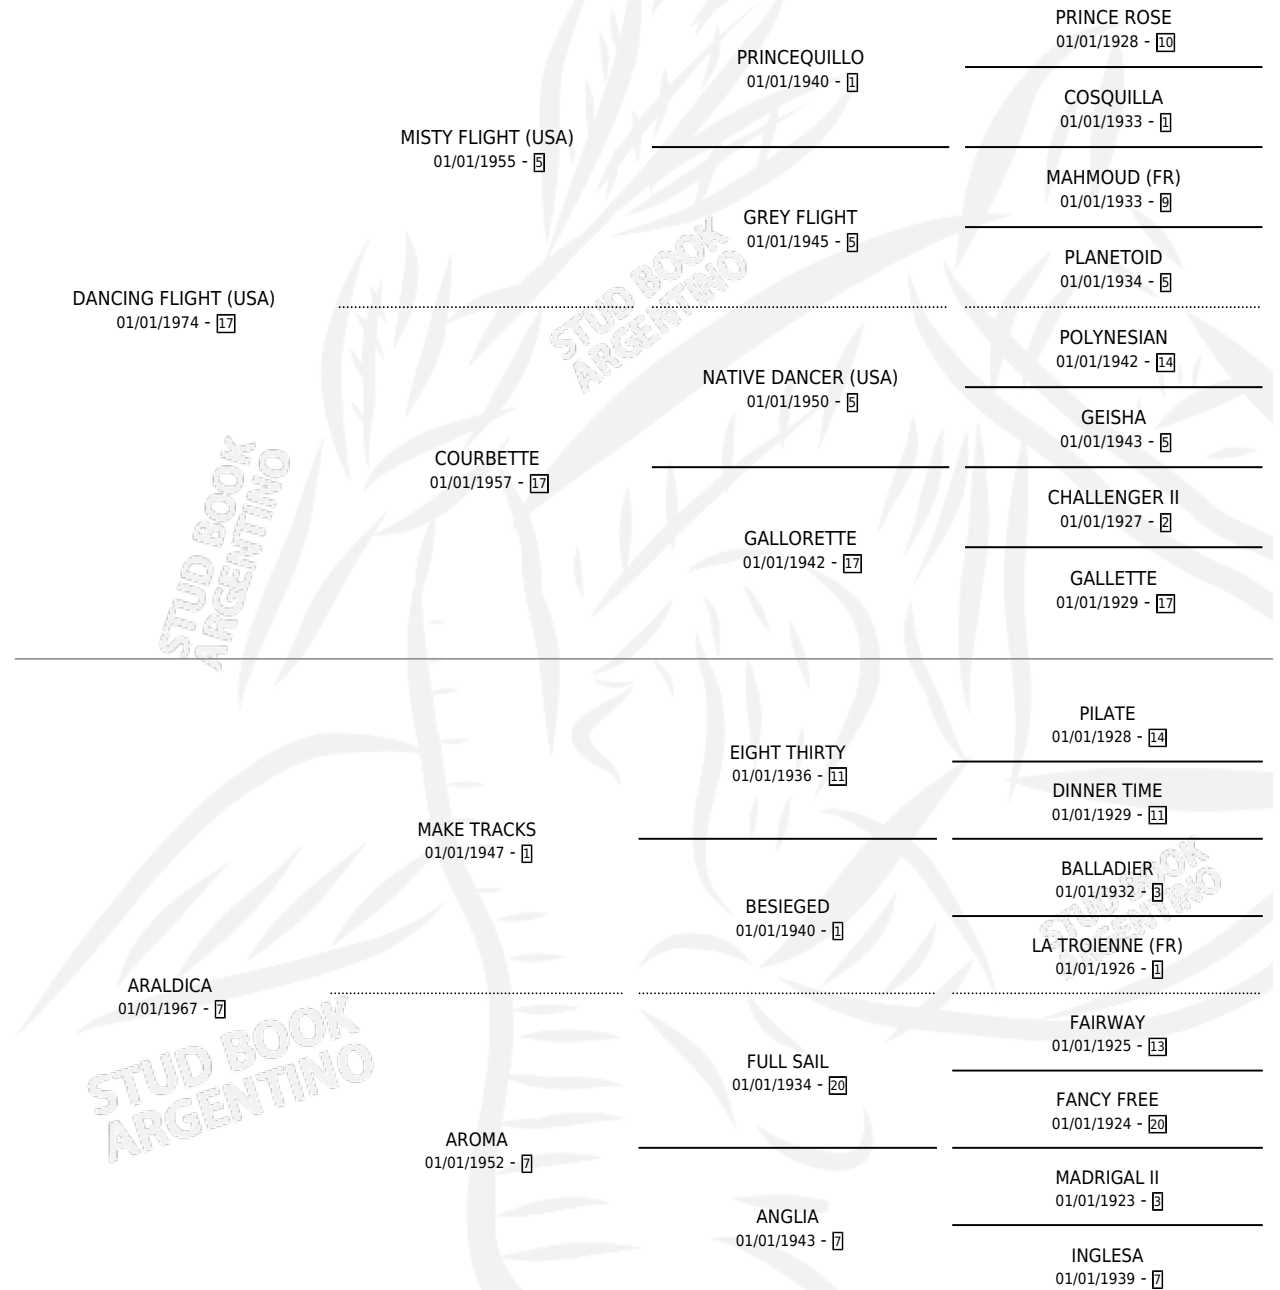 PRINCE ROSE
01/01/1928 - 10
PRINCEQUILLO
01/01/1940 - 1
COSQUILLA
01/01/1933 - 1
MISTY FLIGHT (USA)
01/01/1955 - 5
MAHMOUD (FR)
01/01/1933 - 9
GREY FLIGHT
01/01/1945 - 5
PLANETOID
01/01/1934 - 5
DANCING FLIGHT (USA)
01/01/1974 - 17
STUD BOOK
ARGENTINO
POLYNESIAN
01/01/1942 - 14
NATIVE DANCER (USA)
01/01/1950 - 5
GEISHA
01/01/1943 - 5
COURBETTE
01/01/1957 - 17
CHALLENGER II
01/01/1927 - 2
GALLORETTE
01/01/1942 - 17
GALLETTE
01/01/1929 - 17
STUD BOOK
ARGENTINO
PILATE
01/01/1928 - 14
EIGHT THIRTY
01/01/1936 - 11
DINNER TIME
01/01/1929 - 11
MAKE TRACKS
01/01/1947 - 1
BALLADIER
01/01/1932 - 3
STUD BOOK
ARGENTINO
BESIEGED
01/01/1940 - 1
LA TROIENNE (FR)
01/01/1926 - 1
ARALDICA
01/01/1967 - 7
FAIRWAY
01/01/1925 - 13
FULL SAIL
01/01/1934 - 20
FANCY FREE
01/01/1924 - 20
STUD BOOK
ARGENTINO
AROMA
01/01/1952 - 7
MADRIGAL II
01/01/1923 - 3
ANGLIA
01/01/1943 - 7
INGLESA
01/01/1939 - 7